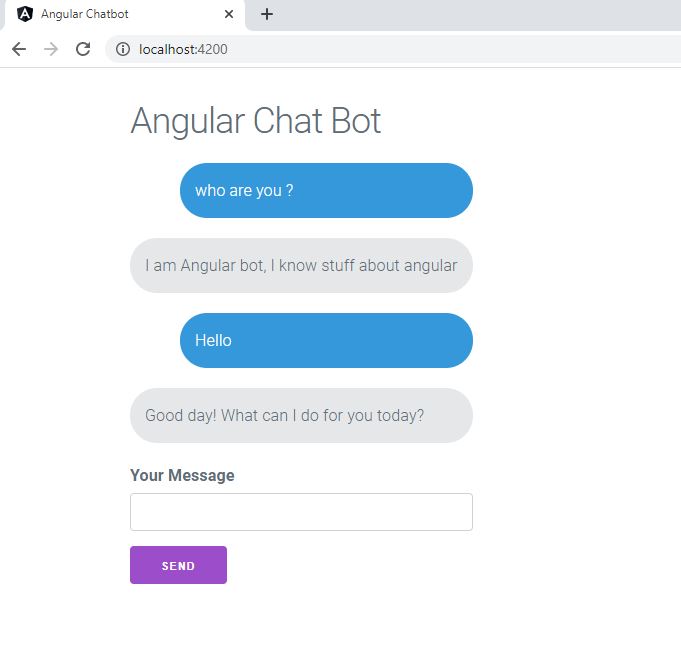 Angular Chatbot
localhost:4200
Angular Chat Bot
who are you ?
I am Angular bot, I know stuff about angular
Hello
Good day! What can I do for you today?
Your Message
SEND